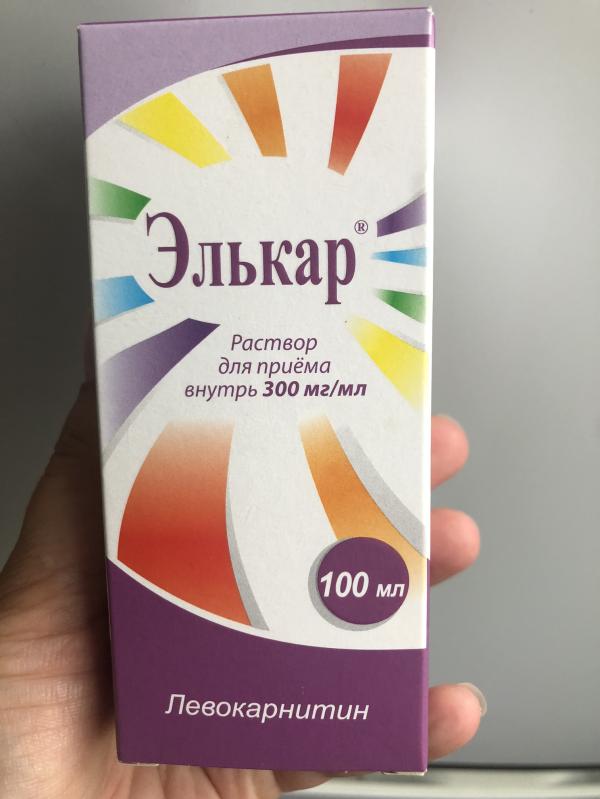 Элькар®
Раствор
для приёма
внутрь 300 мг/мл
100 мл
Левокарнитин